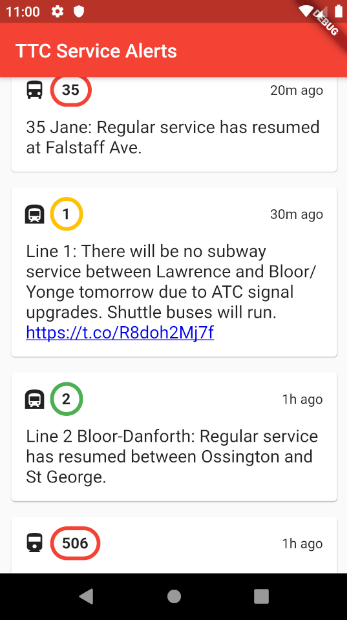 11:00
DEBUG
TTC Service Alerts
35
20m ago
35 Jane: Regular service has resumed
at Falstaff Ave.
1
30m ago
Line 1: There will be no subway
service between Lawrence and Bloor/
Yonge tomorrow due to ATC signal
upgrades. Shuttle buses will run.
https://t.co/R8doh2Mj7f
2
1h ago
Line 2 Bloor-Danforth: Regular service
has resumed between Ossington and
St George.
506
1h ago